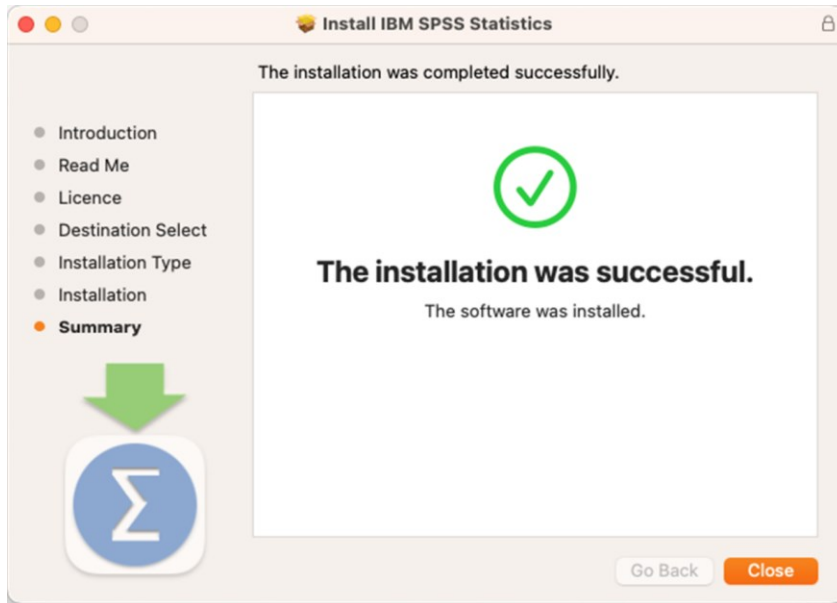 Install IBM SPSS Statistics
The installation was completed successfully.
Introduction
Read Me
Licence
Destination Select
Installation Type
Installation
Summary
The installation was successful.
The software was installed.
Σ
Go Back
Close